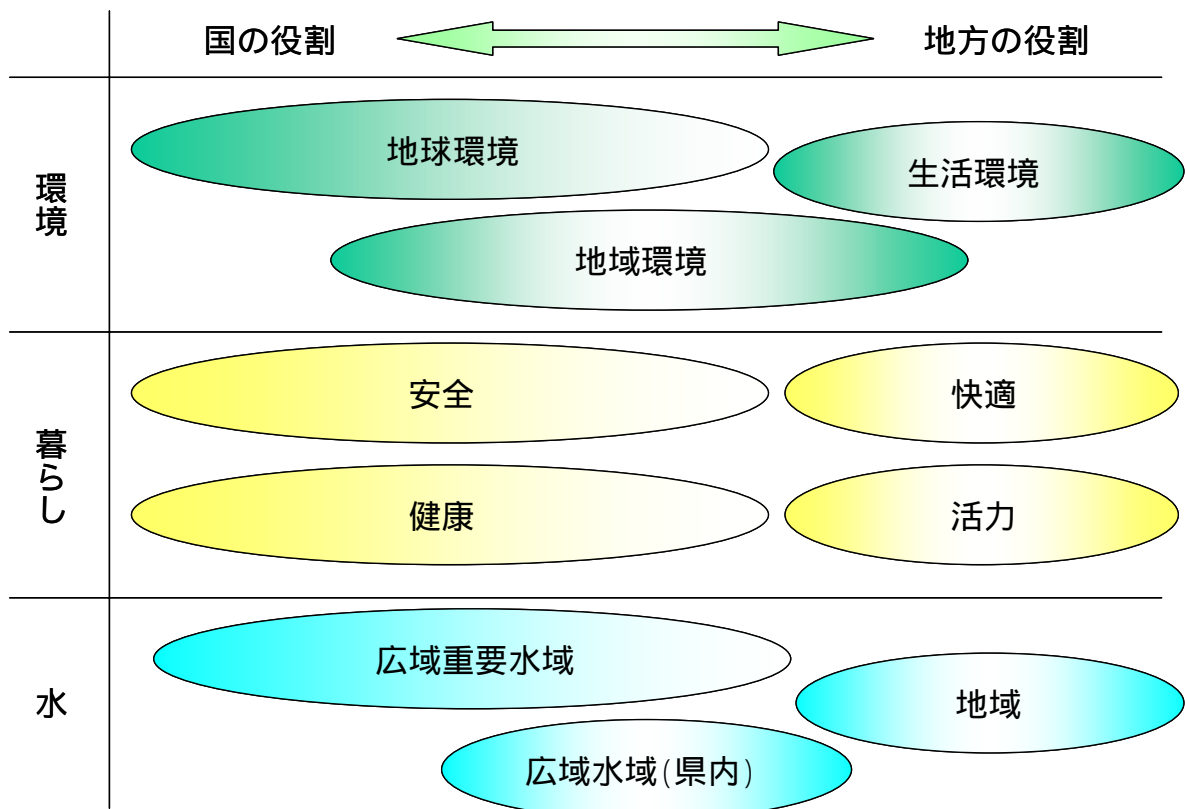 国の役割
地方の役割
環境
地球環境
生活環境
地域環境
暮らし
安全
快適
健康
活力
水
広域重要水域
地域
広域水域(県内)